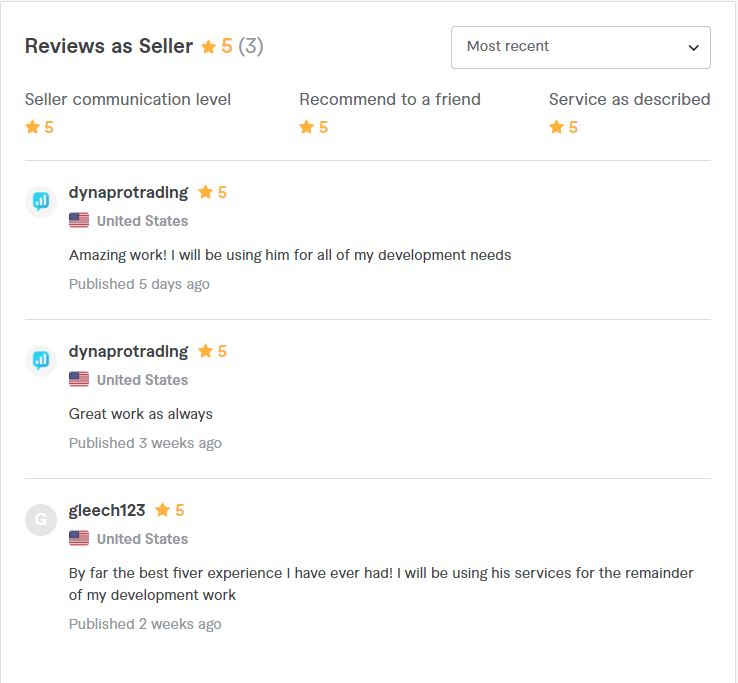 Reviews as Seller 5 (3)
Most recent
Seller communication level
5
Recommend to a friend
5
Service as described
5
dynaprotrading 5
United States
Amazing work! I will be using him for all of my development needs
Published 5 days ago
dynaprotrading 5
United States
Great work as always
Published 3 weeks ago
G
gleech123 5
United States
By far the best fiver experience I have ever had! I will be using his services for the remainder
of my development work
Published 2 weeks ago